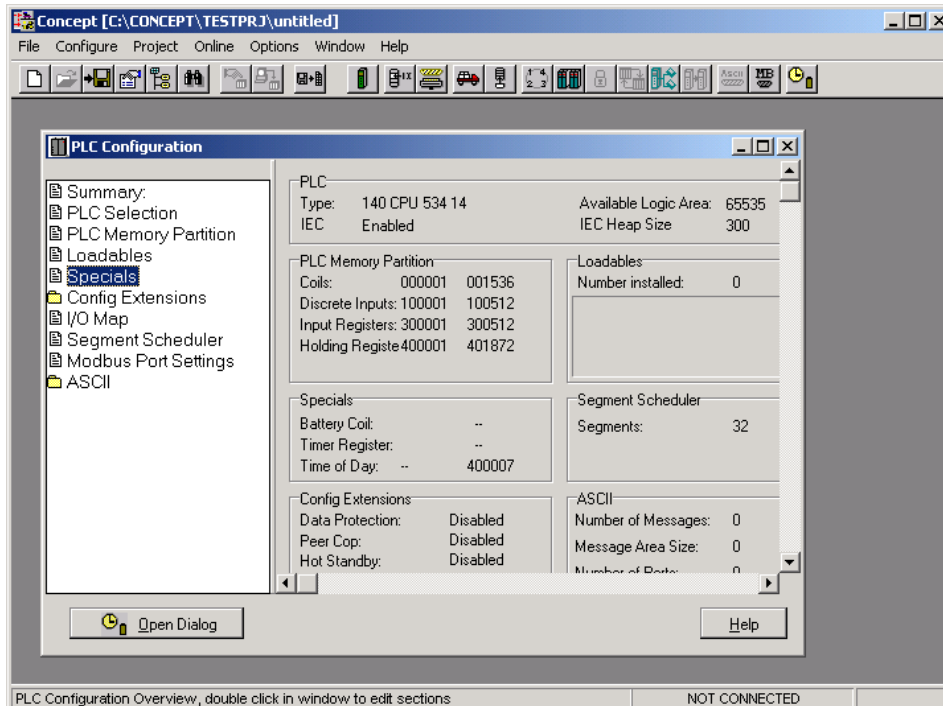 Concept [C:\CONCEPT\TESTPRJ\untitled]
File Configure Project Online Options Window Help
PLC Configuration
Summary:
PLC Selection
PLC Memory Partition
Loadables
Specials
Config Extensions
I/O Map
Segment Scheduler
Modbus Port Settings
ASCII
PLC
Type: 140 CPU 534 14 Available Logic Area: 65535
IEC Enabled IEC Heap Size 300
PLC Memory Partition
Coils: 000001 001536
Discrete Inputs: 100001 100512
Input Registers: 300001 300512
Holding Registe 400001 401872
Loadables
Number installed: 0
Specials
Battery Coil: --
Timer Register: --
Time of Day: -- 400007
Segment Scheduler
Segments: 32
Config Extensions
Data Protection: Disabled
Peer Cop: Disabled
Hot Standby: Disabled
ASCII
Number of Messages: 0
Message Area Size: 0
Number of Ports: 0
Open Dialog
Help
PLC Configuration Overview, double click in window to edit sections NOT CONNECTED